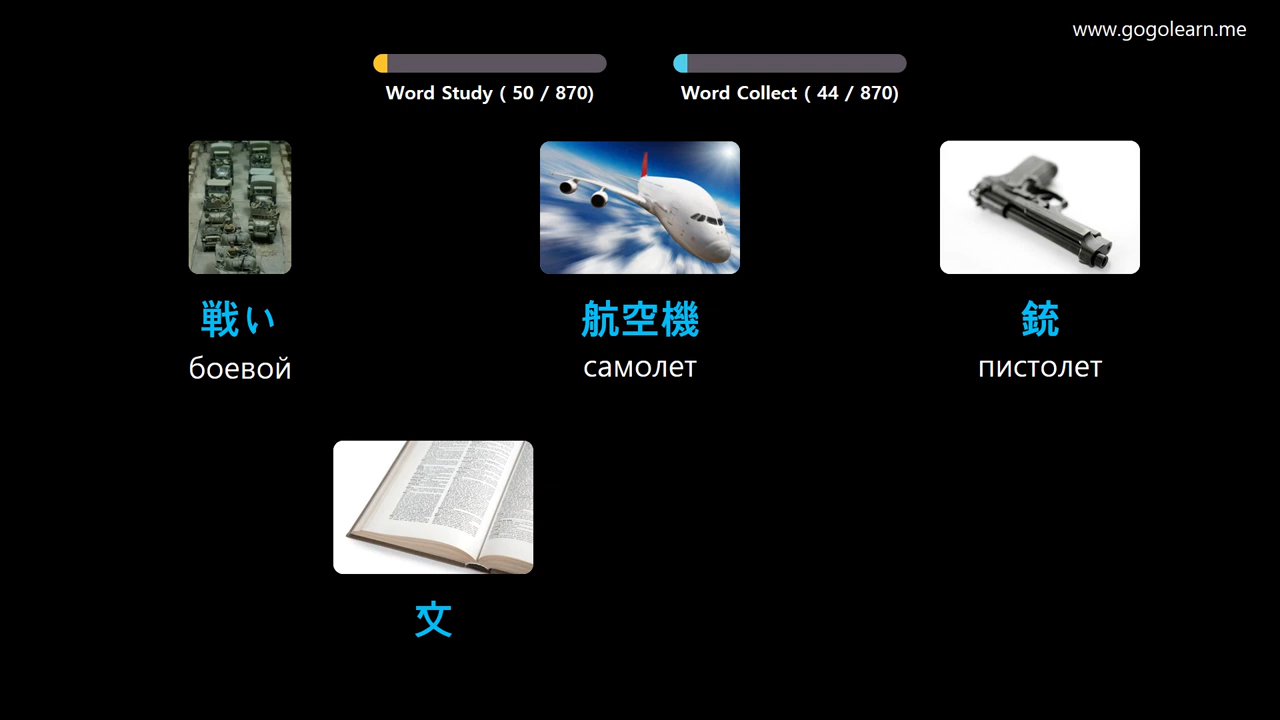 www.gogolearn.me
Word Study ( 50 / 870)
Word Collect ( 44 / 870)
戦い
航空機
銃
боевой
самолет
пистолет
文